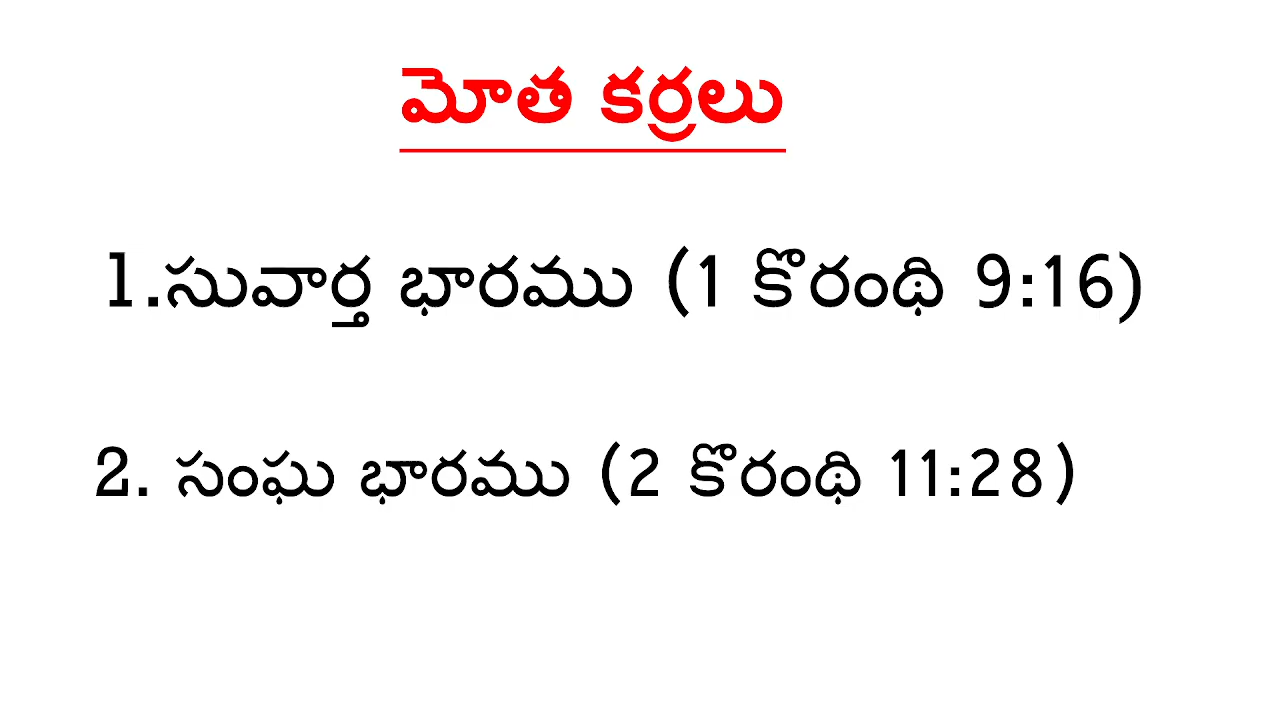 మోత కర్రలు
1.సువార్త భారము (1 కొరంథి 9:16)
2. సంఘ భారము (2 కొరంథి 11:28)